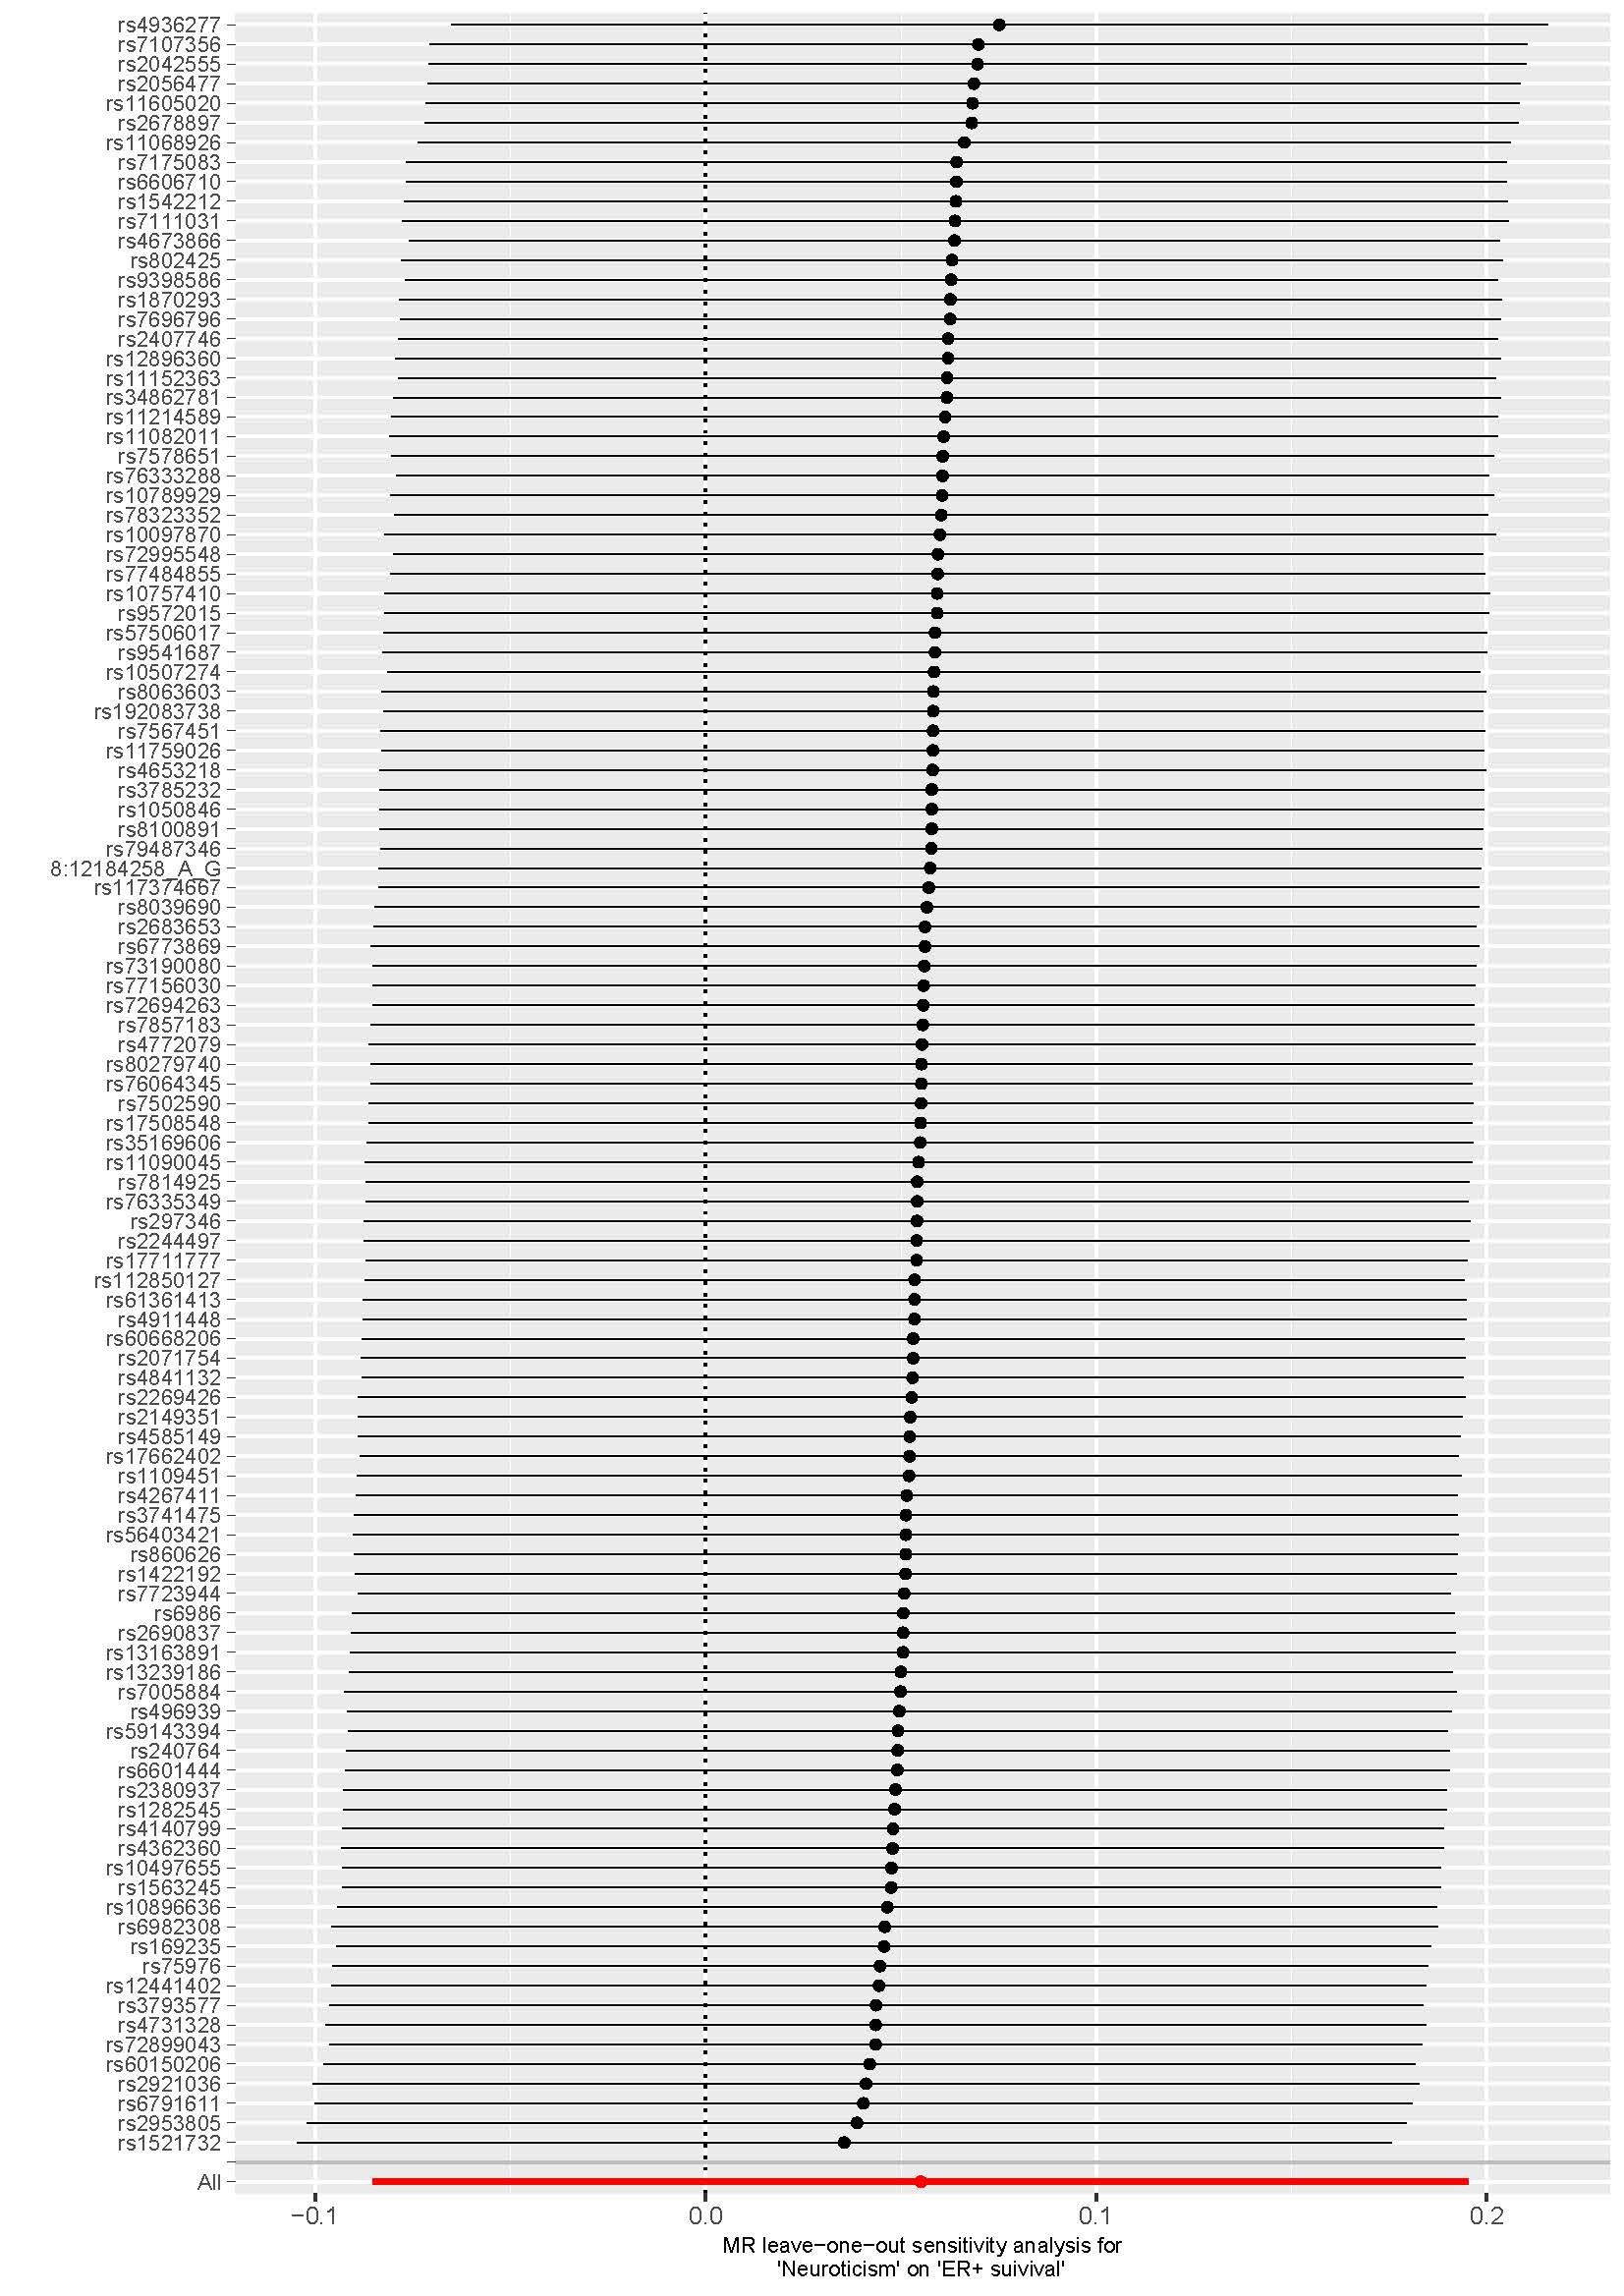 rs4936277
rs7107356
rs2042555
rs2056477
rs11605020
rs2678897
rs11068926
rs7175083
rs6606710
rs1542212
rs7111031
rs4673866
rs802425
rs9398586
rs1870293
rs7696796
rs2407746
rs12896360
rs11152363
rs34862781
rs11214589
rs11082011
rs7578651
rs76333288
rs10789929
rs78323352
rs10097870
rs72995548
rs77484855
rs10757410
rs9572015
rs57506017
rs9541687
rs10507274
rs8063603
rs192083738
rs7567451
rs11759026
rs4653218
rs3785232
rs1050846
rs8100891
rs79487346
8:12184258_A_G
rs117374667
rs8039690
rs2683653
rs6773869
rs73190080
rs77156030
rs72694263
rs7857183
rs4772079
rs80279740
rs76064345
rs7502590
rs17508548
rs35169606
rs11090045
rs7814925
rs76335349
rs297346
rs2244497
rs17711777
rs112850127
rs61361413
rs4911448
rs60668206
rs2071754
rs4841132
rs2269426
rs2149351
rs4585149
rs17662402
rs1109451
rs4267411
rs3741475
rs56403421
rs860626
rs1422192
rs7723944
rs6986
rs2690837
rs13163891
rs13239186
rs7005884
rs496939
rs59143394
rs240764
rs6601444
rs2380937
rs1282545
rs4140799
rs4362360
rs10497655
rs1563245
rs10896636
rs6982308
rs169235
rs75976
rs12441402
rs3793577
rs4731328
rs72899043
rs60150206
rs2921036
rs6791611
rs2953805
rs1521732
All
−0.1 0.0 0.1 0.2
MR leave−one−out sensitivity analysis for
'Neuroticism' on 'ER+ suivival'